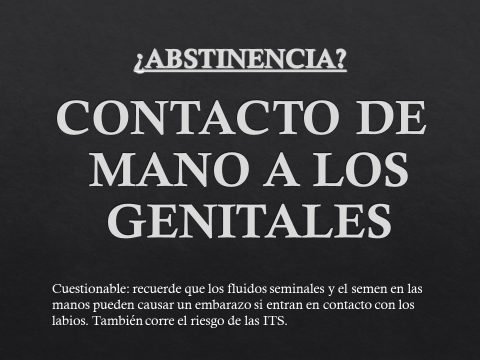 ¿ABSTINENCIA?
CONTACTO DE
MANO A LOS
GENITALES
Cuestionable: recuerde que los fluidos seminales y el semen en las
manos pueden causar un embarazo si entran en contacto con los
labios. También corre el riesgo de las ITS.